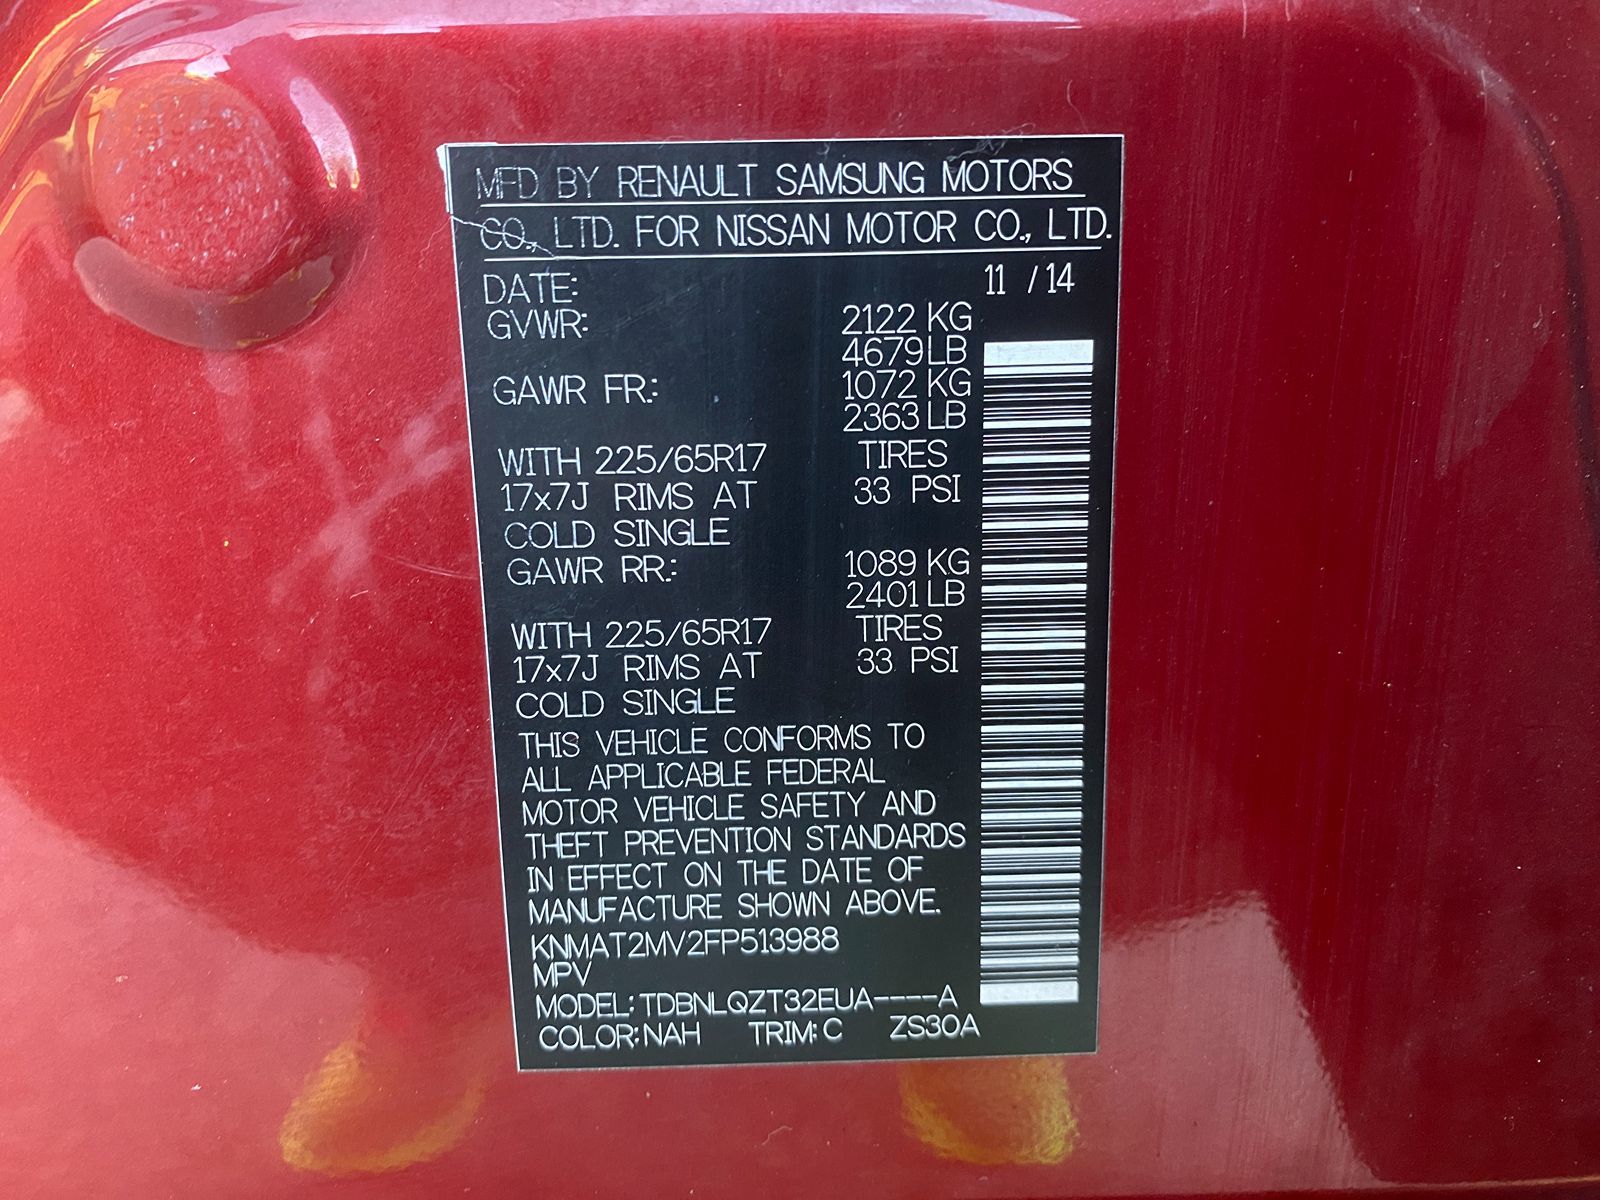 MFD BY RENAULT SAMSUNG MOTORS
CO., LTD. FOR NISSAN MOTOR CO., LTD.
DATE: 11 / 14
GVWR: 2122 KG
4679 LB
GAWR FR.: 1072 KG
2363 LB
WITH 225/65R17 TIRES
17x7J RIMS AT 33 PSI
COLD SINGLE
GAWR RR.: 1089 KG
2401 LB
WITH 225/65R17 TIRES
17x7J RIMS AT 33 PSI
COLD SINGLE
THIS VEHICLE CONFORMS TO
ALL APPLICABLE FEDERAL
MOTOR VEHICLE SAFETY AND
THEFT PREVENTION STANDARDS
IN EFFECT ON THE DATE OF
MANUFACTURE SHOWN ABOVE.
KNMAT2MV2FP513988
MPV
MODEL: TDBNLQZT32EUA----A
COLOR: NAH TRIM: C ZS30A